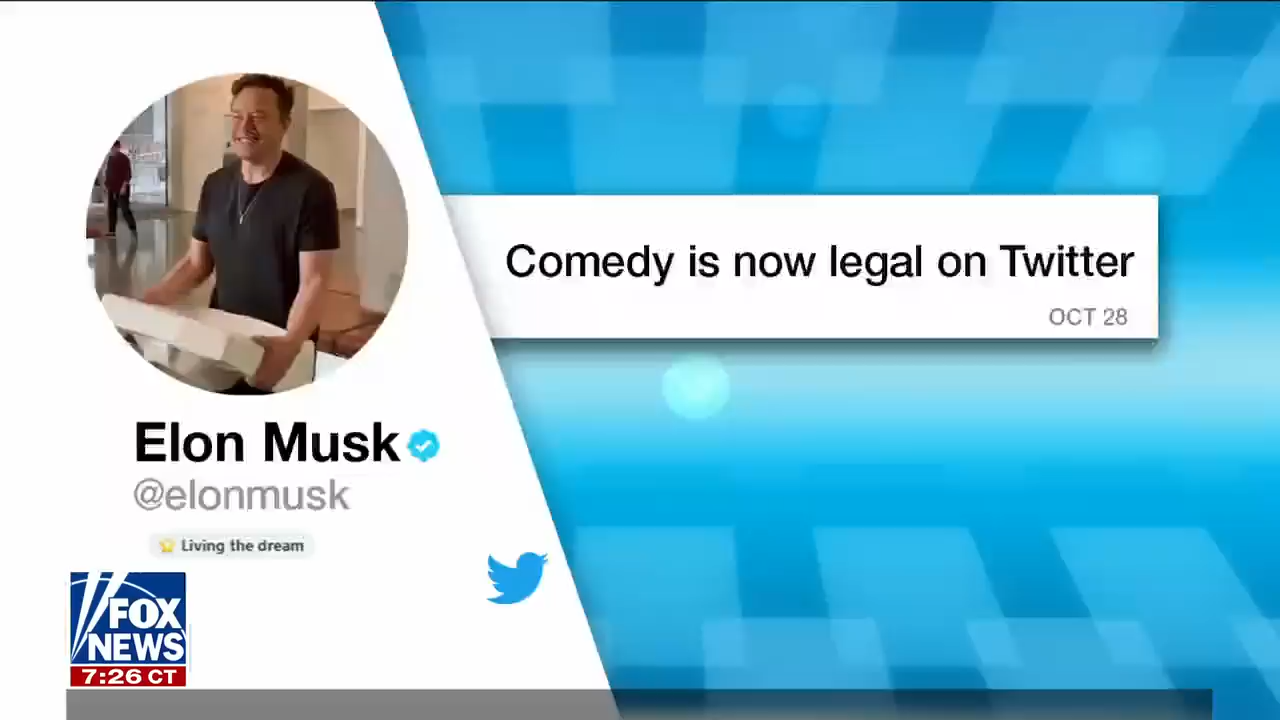 Comedy is now legal on Twitter
OCT 28
Elon Musk
@elonmusk
Living the dream
FOX
NEWS
7:26 CT